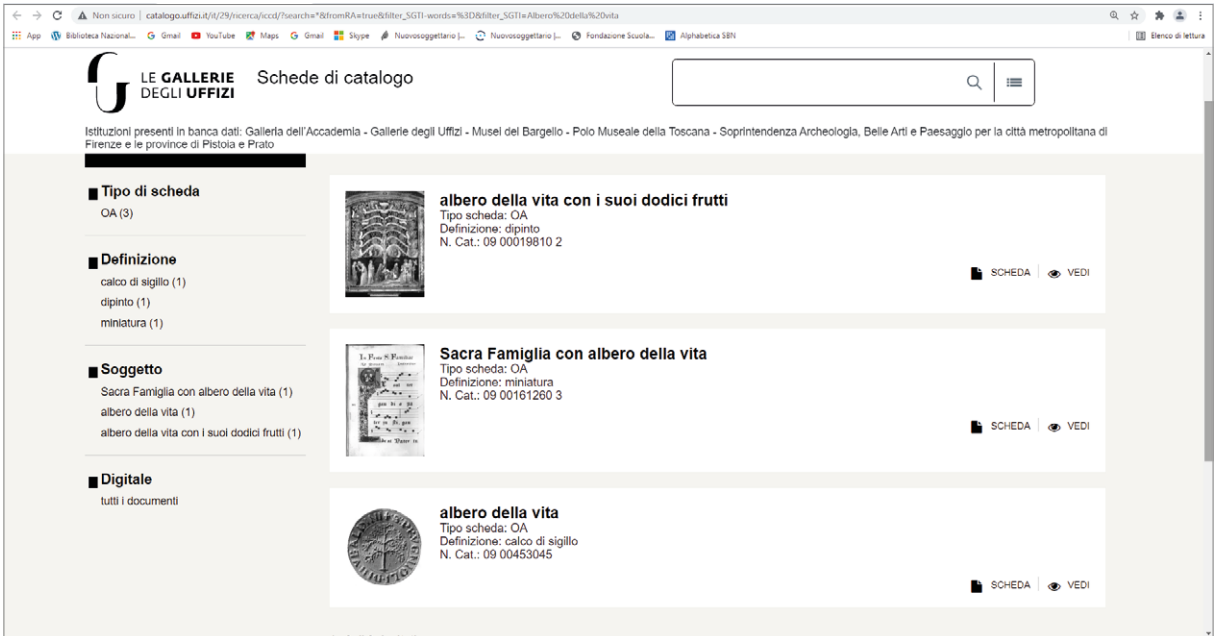 Non sicuro | catalogo.uffizi.it/it/29/ricerca/iccd/?search=*&fromRA=true&filter_SGTI-words=%3D&filter_SGTI=Albero%20della%20vita
App Biblioteca Nazional... Gmail YouTube Maps Gmail Skype Nuovosoggettario |... Nuovosoggettario |... Fondazione Scuola... Alphabetica SBN Elenco di lettura
LE GALLERIE
DEGLI UFFIZI
Schede di catalogo
Istituzioni presenti in banca dati: Galleria dell'Accademia - Gallerie degli Uffizi - Musei del Bargello - Polo Museale della Toscana - Soprintendenza Archeologia, Belle Arti e Paesaggio per la città metropolitana di
Firenze e le province di Pistoia e Prato
Tipo di scheda
OA (3)
Definizione
calco di sigillo (1)
dipinto (1)
miniatura (1)
Soggetto
Sacra Famiglia con albero della vita (1)
albero della vita (1)
albero della vita con i suoi dodici frutti (1)
Digitale
tutti i documenti
albero della vita con i suoi dodici frutti
Tipo scheda: OA
Definizione: dipinto
N. Cat.: 09 00019810 2
SCHEDA VEDI
Sacra Famiglia con albero della vita
Tipo scheda: OA
Definizione: miniatura
N. Cat.: 09 00161260 3
SCHEDA VEDI
albero della vita
Tipo scheda: OA
Definizione: calco di sigillo
N. Cat.: 09 00453045
SCHEDA VEDI